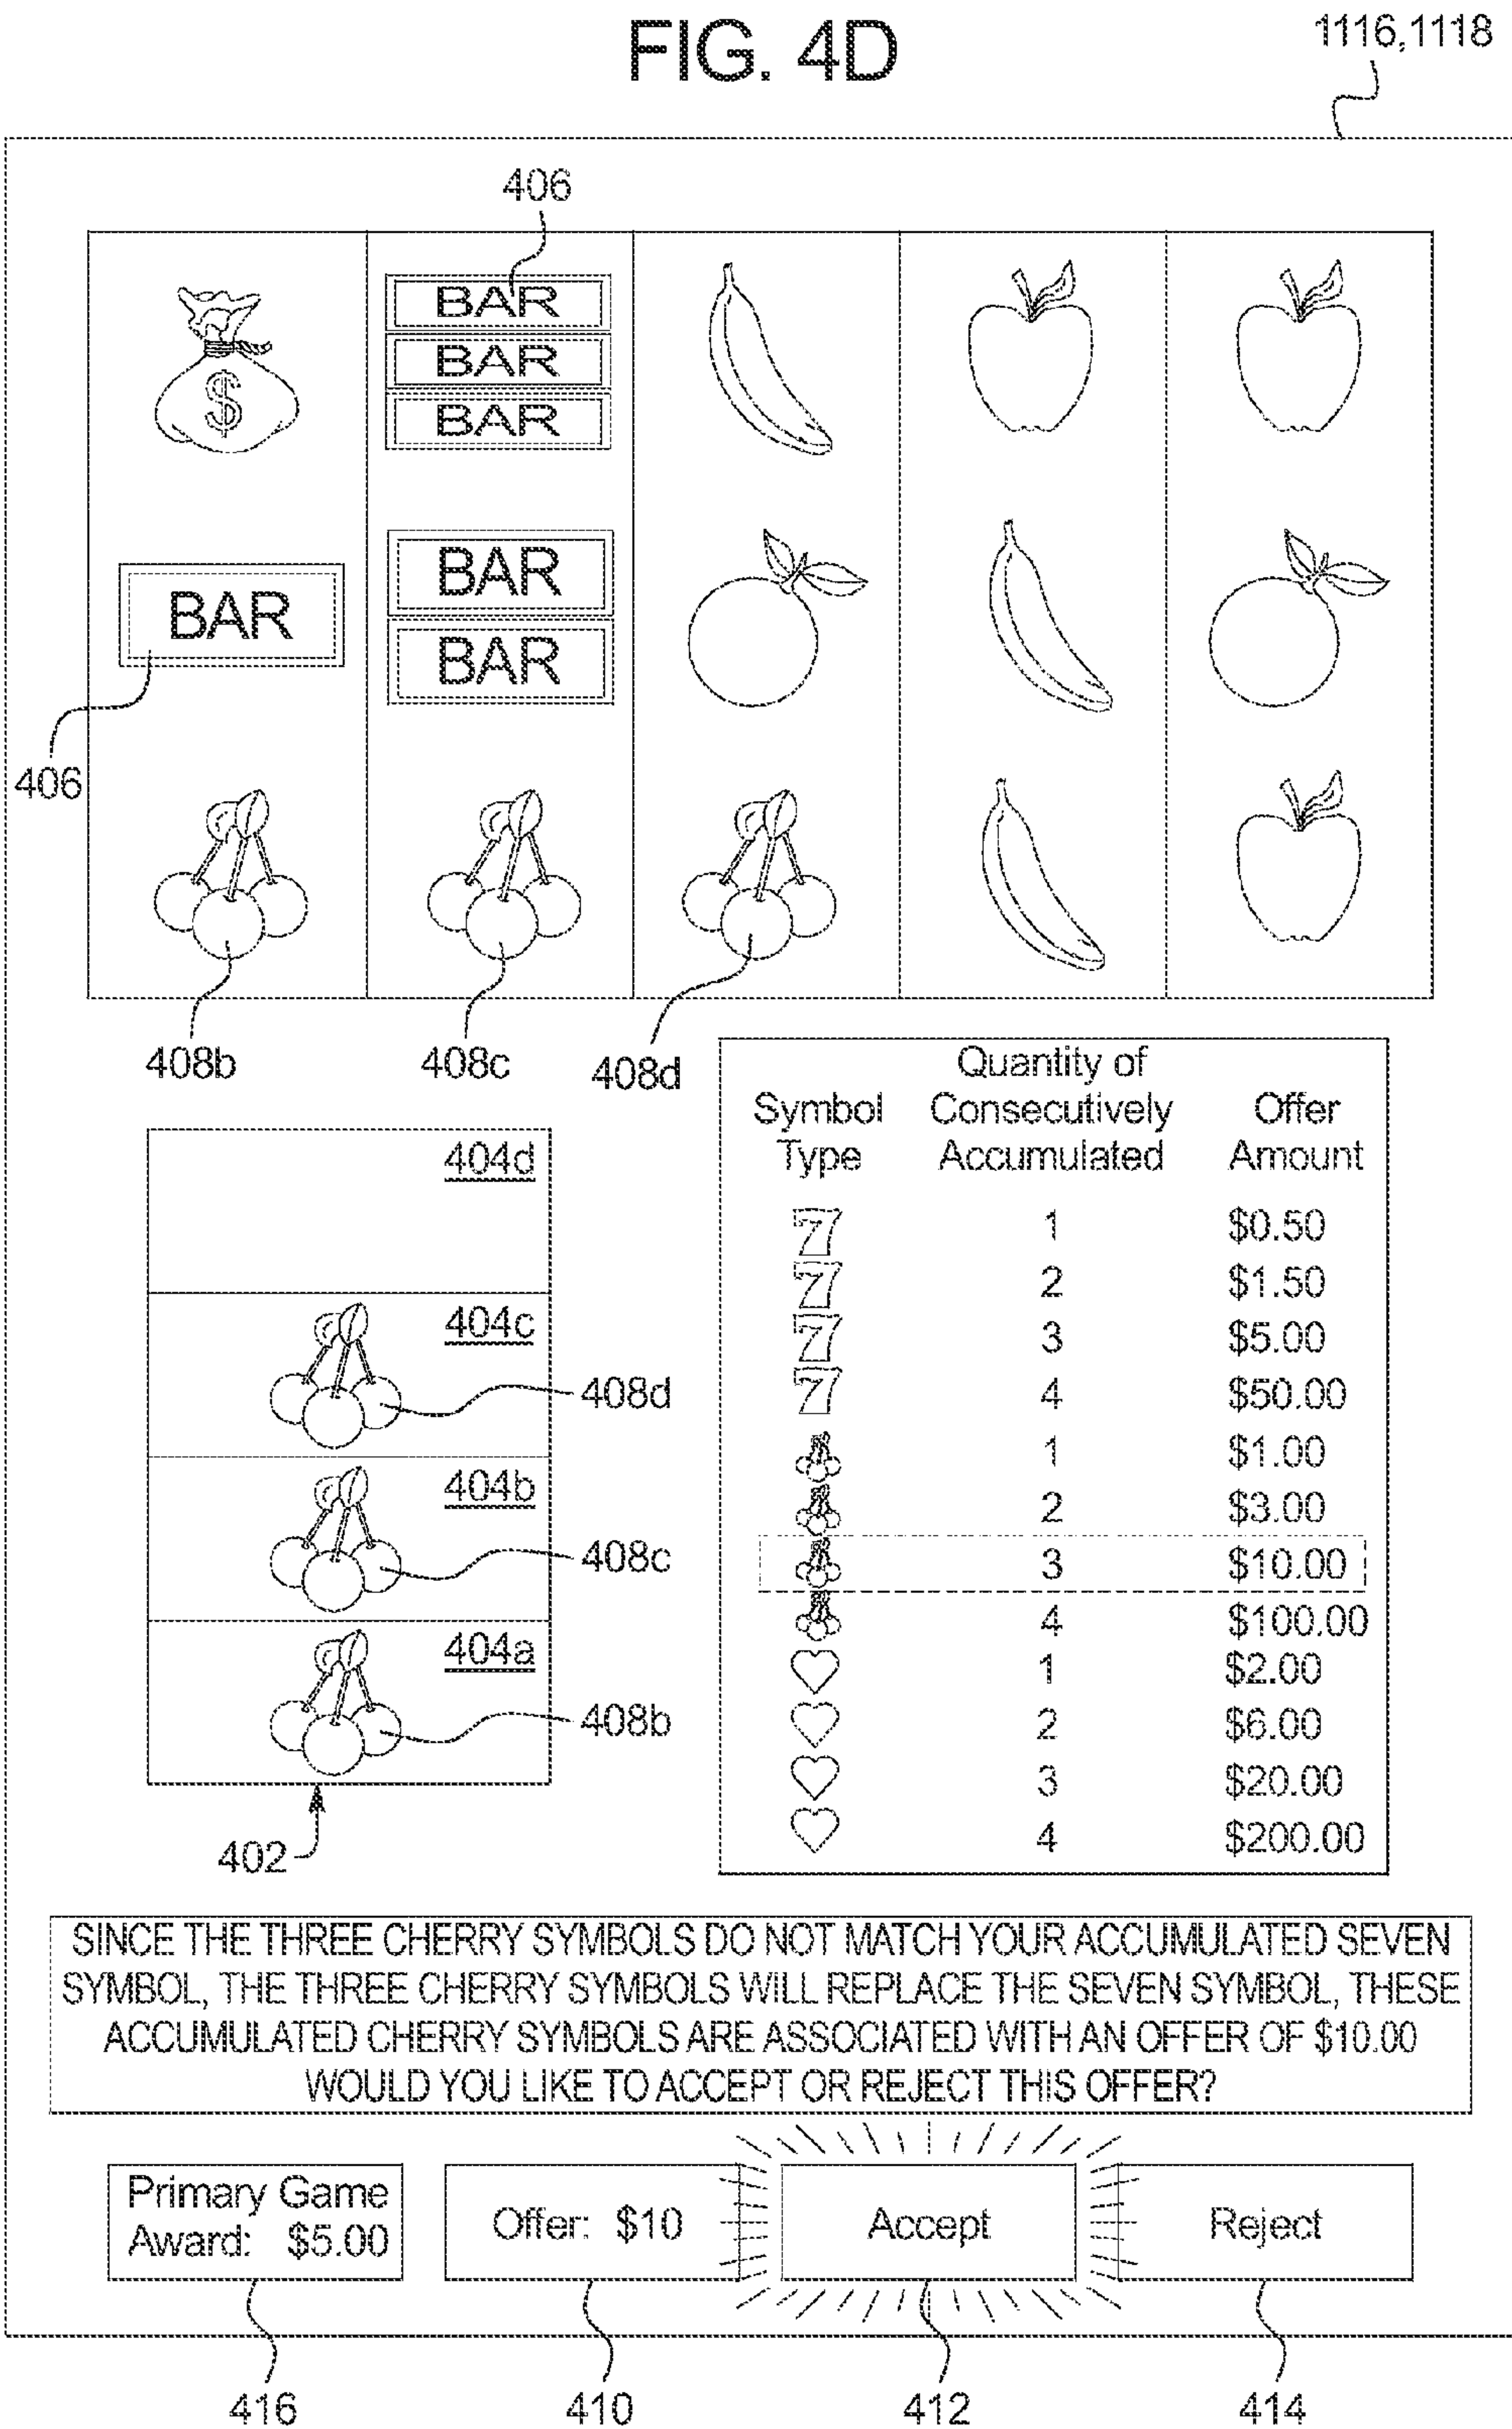 FIG. 4D
1116,1118
406
BAR
BAR
BAR
$
BAR
BAR
BAR
406
408b
408c
408d
Symbol Type
Quantity of Consecutively Accumulated
Offer Amount
7 1 $0.50
7 2 $1.50
7 3 $5.00
7 4 $50.00
1 $1.00
2 $3.00
3 $10.00
4 $100.00
1 $2.00
2 $6.00
3 $20.00
4 $200.00
404d
404c
408d
404b
408c
404a
408b
402
SINCE THE THREE CHERRY SYMBOLS DO NOT MATCH YOUR ACCUMULATED SEVEN
SYMBOL, THE THREE CHERRY SYMBOLS WILL REPLACE THE SEVEN SYMBOL, THESE
ACCUMULATED CHERRY SYMBOLS ARE ASSOCIATED WITH AN OFFER OF $10.00
WOULD YOU LIKE TO ACCEPT OR REJECT THIS OFFER?
Primary Game
Award: $5.00
Offer: $10
Accept
Reject
416
410
412
414